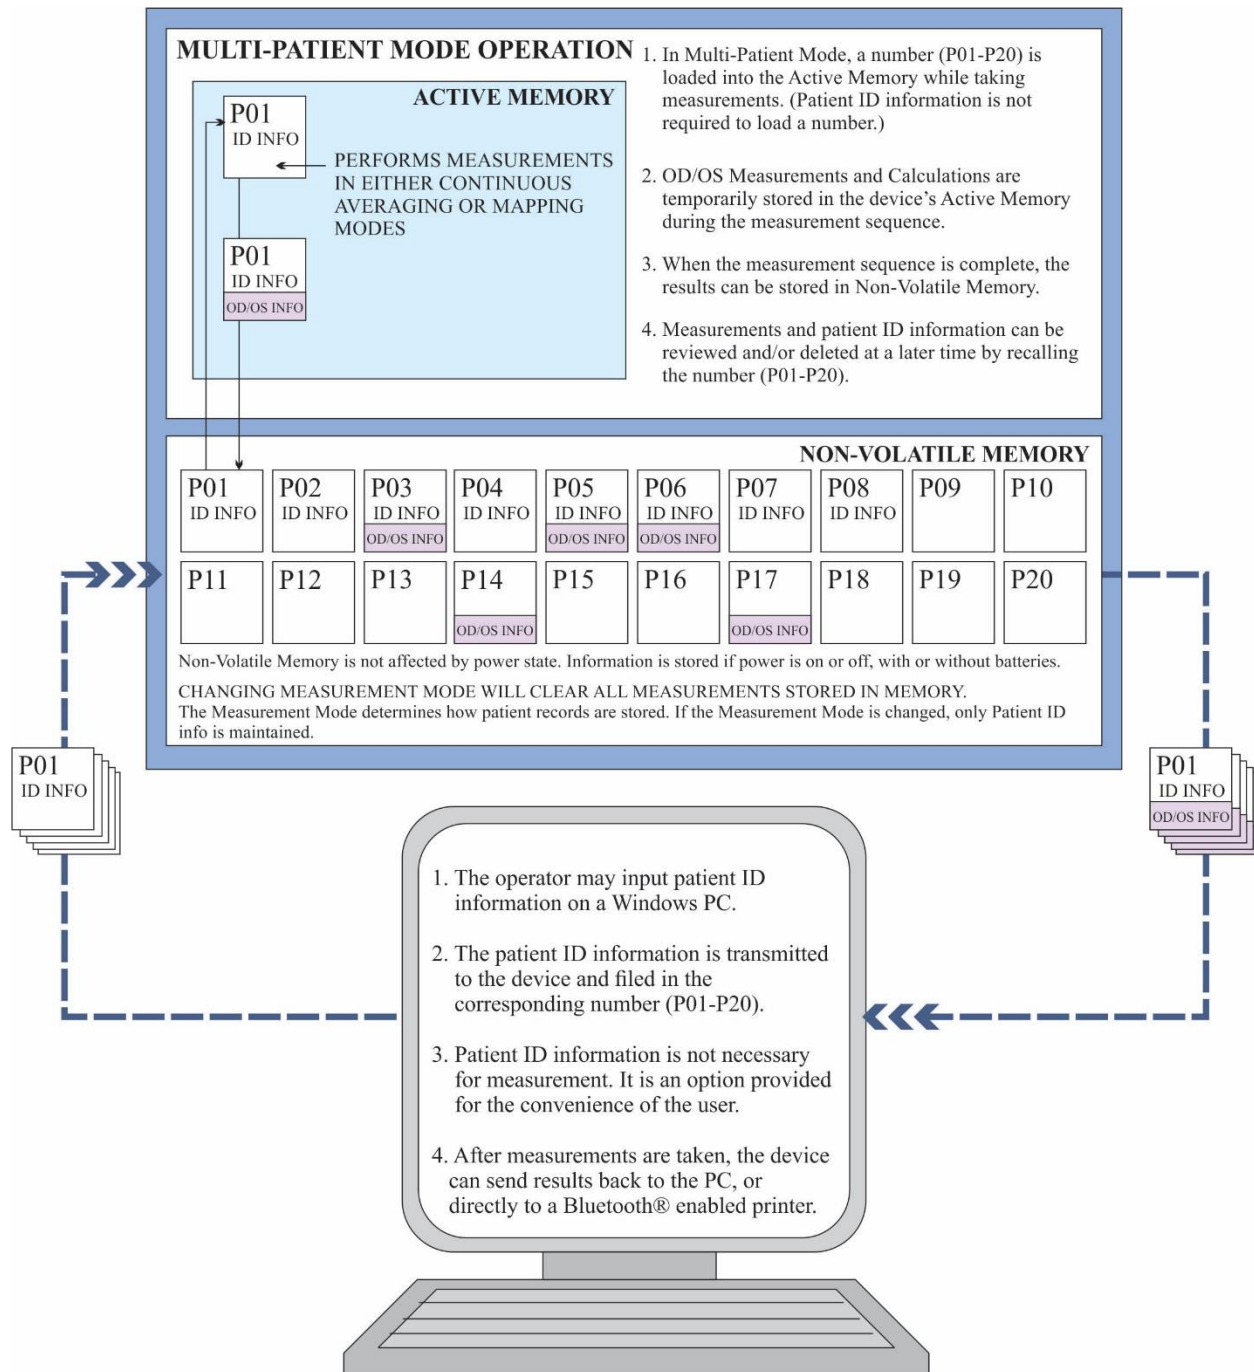 MULTI-PATIENT MODE OPERATION
ACTIVE MEMORY
P01
ID INFO
PERFORMS MEASUREMENTS
IN EITHER CONTINUOUS
AVERAGING OR MAPPING
MODES
P01
ID INFO
OD/OS INFO
1. In Multi-Patient Mode, a number (P01-P20) is
loaded into the Active Memory while taking
measurements. (Patient ID information is not
required to load a number.)
2. OD/OS Measurements and Calculations are
temporarily stored in the device's Active Memory
during the measurement sequence.
3. When the measurement sequence is complete, the
results can be stored in Non-Volatile Memory.
4. Measurements and patient ID information can be
reviewed and/or deleted at a later time by recalling
the number (P01-P20).
NON-VOLATILE MEMORY
P01
ID INFO
P02
ID INFO
P03
ID INFO
OD/OS INFO
P04
ID INFO
P05
ID INFO
OD/OS INFO
P06
ID INFO
OD/OS INFO
P07
ID INFO
P08
ID INFO
P09
P10
P11
P12
P13
P14
OD/OS INFO
P15
P16
P17
OD/OS INFO
P18
P19
P20
Non-Volatile Memory is not affected by power state. Information is stored if power is on or off, with or without batteries.
CHANGING MEASUREMENT MODE WILL CLEAR ALL MEASUREMENTS STORED IN MEMORY.
The Measurement Mode determines how patient records are stored. If the Measurement Mode is changed, only Patient ID
info is maintained.
P01
ID INFO
P01
ID INFO
OD/OS INFO
1. The operator may input patient ID
information on a Windows PC.
2. The patient ID information is transmitted
to the device and filed in the
corresponding number (P01-P20).
3. Patient ID information is not necessary
for measurement. It is an option provided
for the convenience of the user.
4. After measurements are taken, the device
can send results back to the PC, or
directly to a Bluetooth® enabled printer.